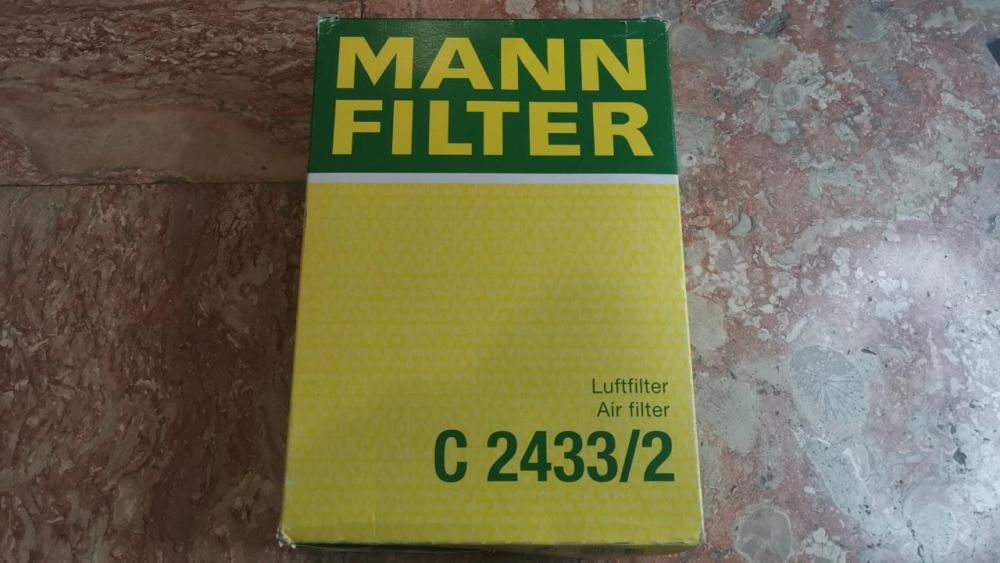 MANN
FILTER
Luftfilter
Air filter
C 2433/2